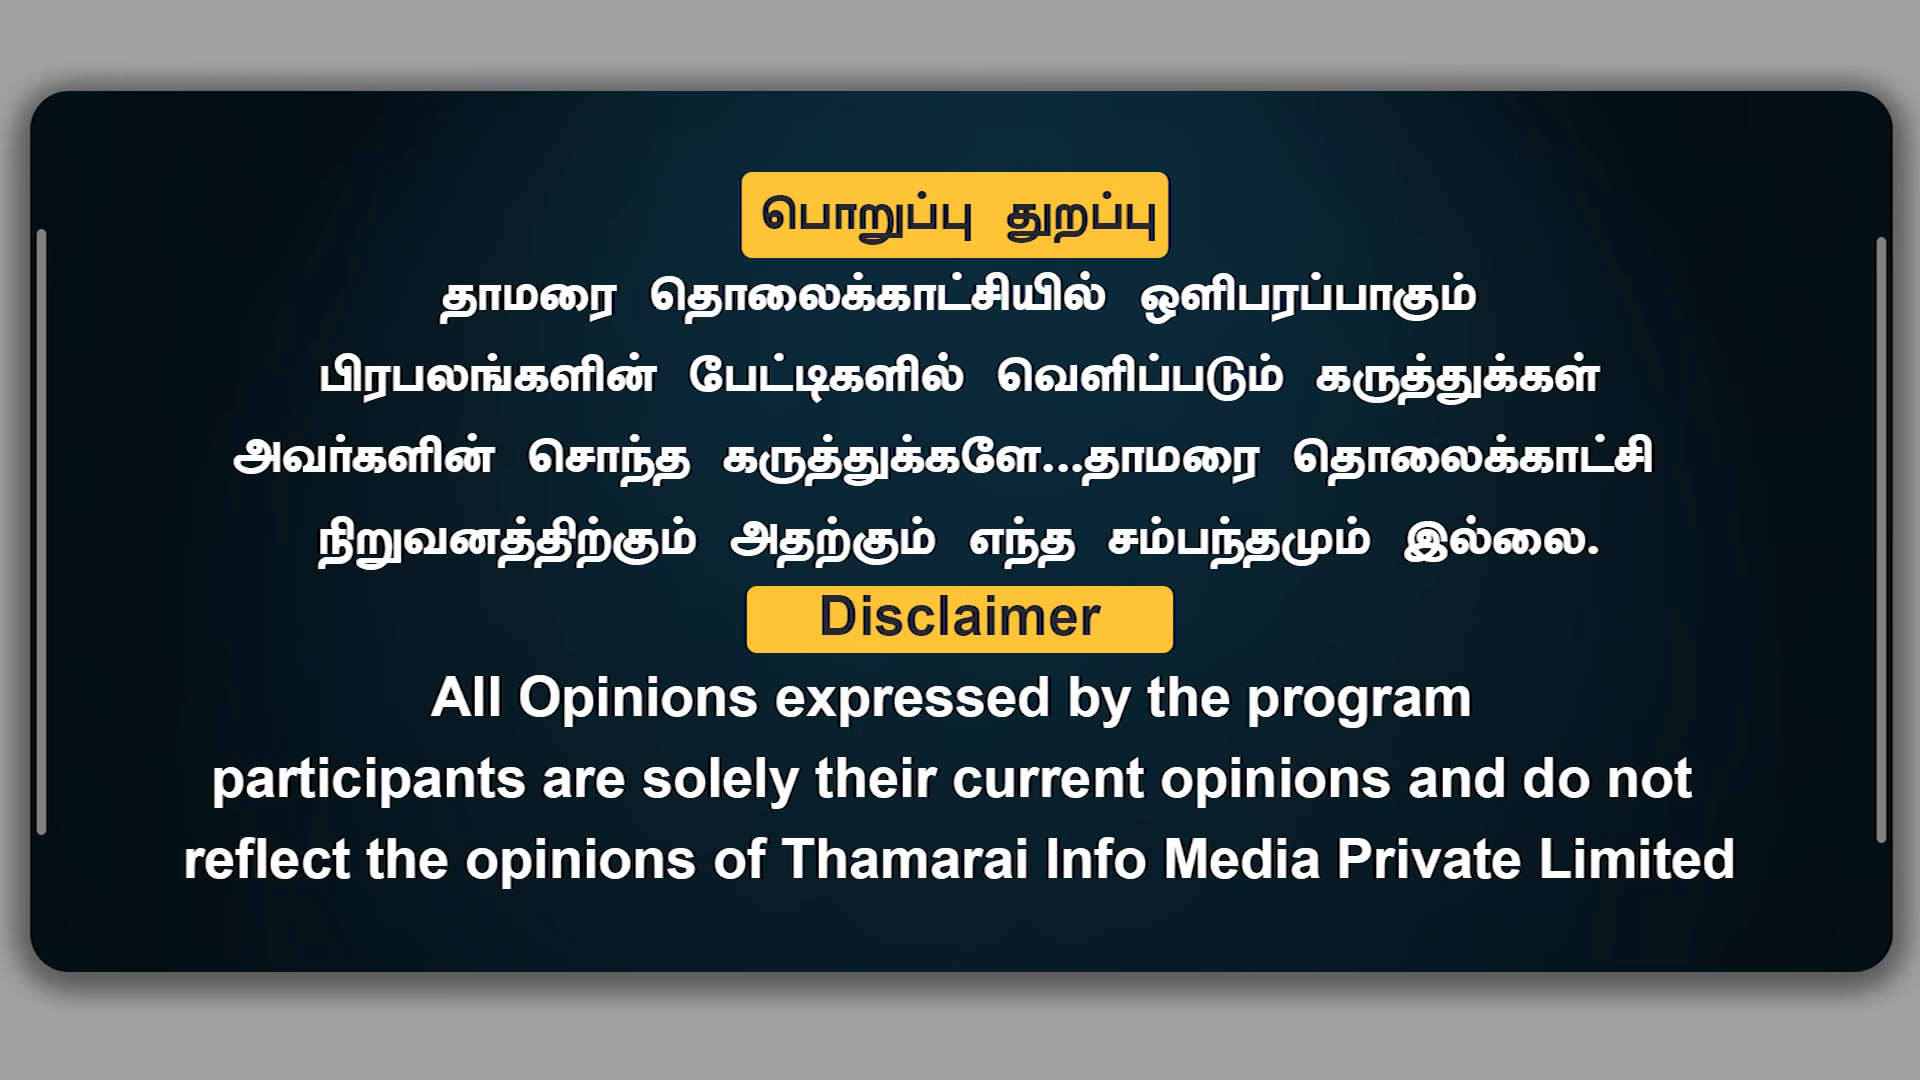 பொறுப்பு துறப்பு
தாமரை தொலைக்காட்சியில் ஒளிபரப்பாகும்
பிரபலங்களின் பேட்டிகளில் வெளிப்படும் கருத்துக்கள்
அவர்களின் சொந்த கருத்துக்களே...தாமரை தொலைக்காட்சி
நிறுவனத்திற்கும் அதற்கும் எந்த சம்பந்தமும் இல்லை.
Disclaimer
All Opinions expressed by the program
participants are solely their current opinions and do not
reflect the opinions of Thamarai Info Media Private Limited